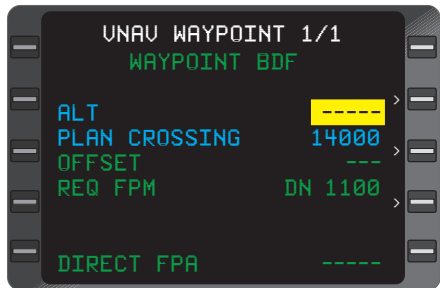 VNAV WAYPOINT 1/1
WAYPOINT BDF
ALT -----
PLAN CROSSING 14000
OFFSET ---
REQ FPM DN 1100
DIRECT FPA -----